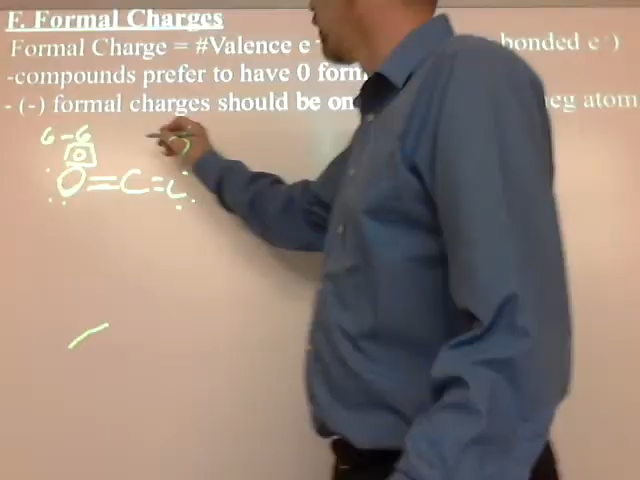 F. Formal Charges
Formal Charge = #Valence e⁻ bonded e⁻)
-compounds prefer to have 0 form
- (-) formal charges should be on eg atom
6-6
0
O=C=